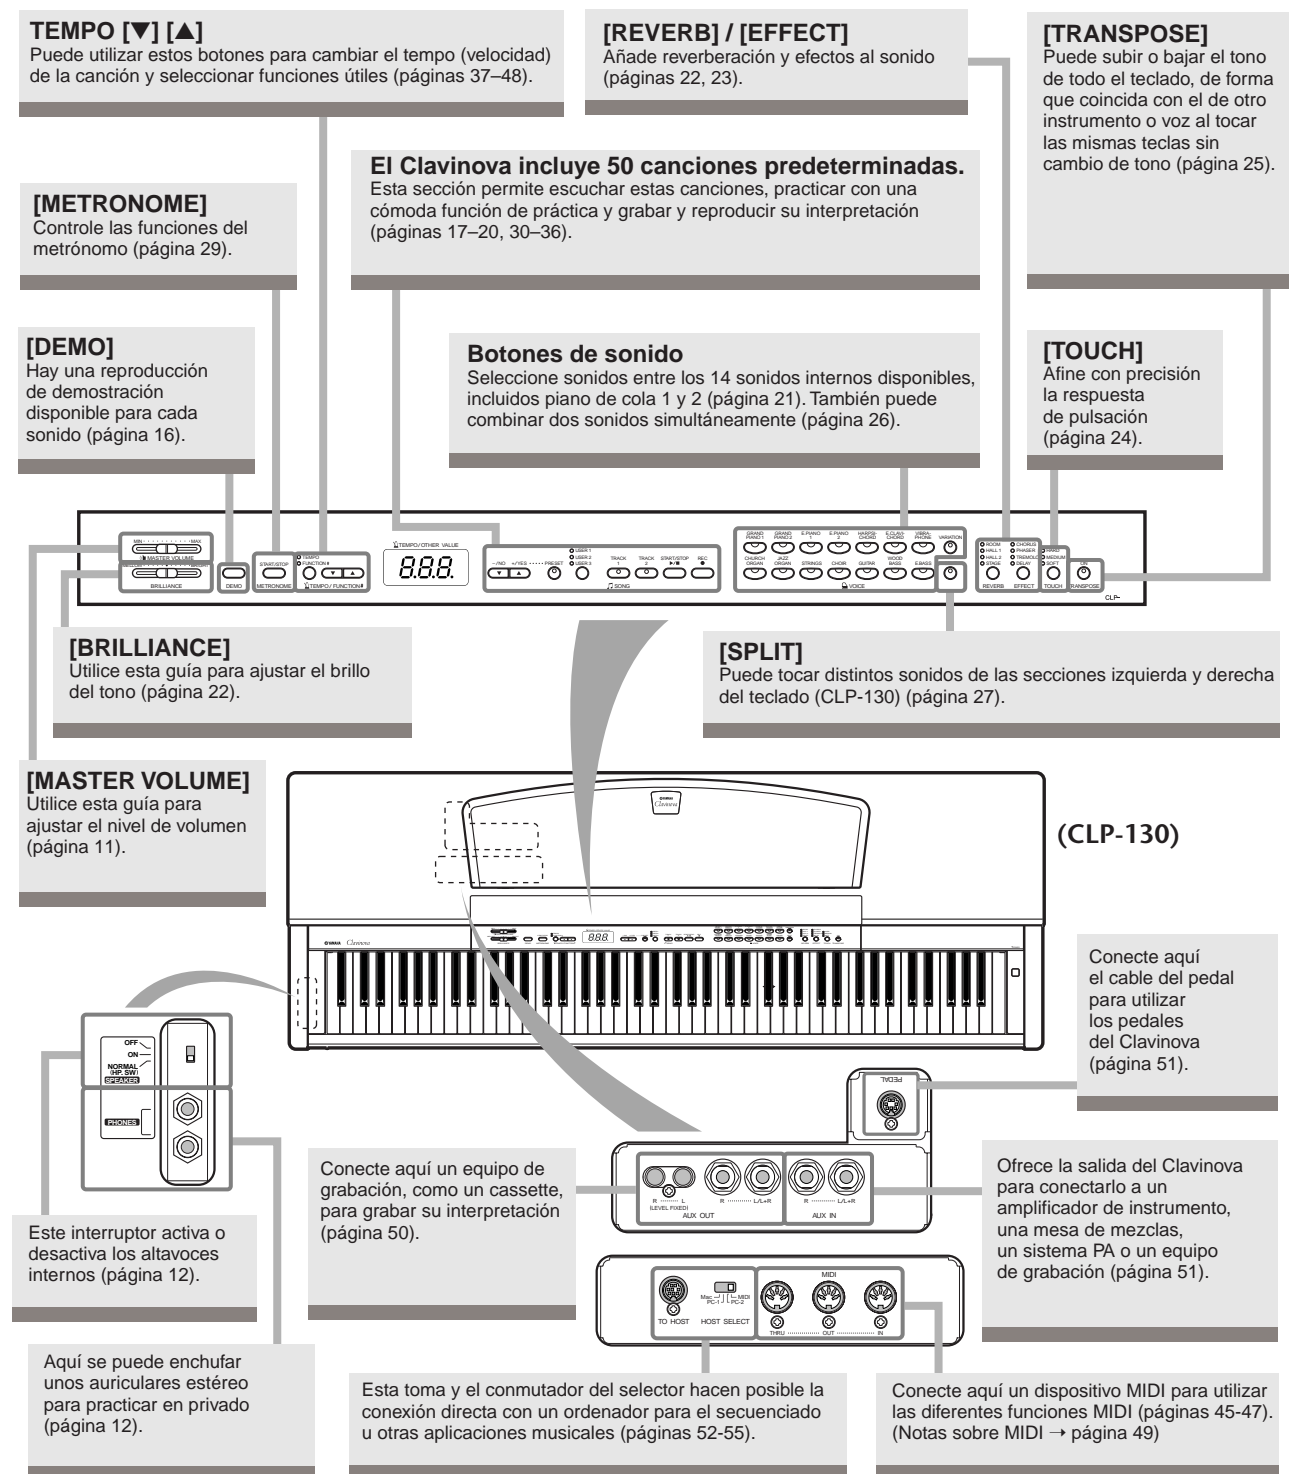 TEMPO [▼] [▲]
Puede utilizar estos botones para cambiar el tempo (velocidad)
de la canción y seleccionar funciones útiles (páginas 37–48).
[REVERB] / [EFFECT]
Añade reverberación y efectos al sonido
(páginas 22, 23).
[TRANSPOSE]
Puede subir o bajar el tono
de todo el teclado, de forma
que coincida con el de otro
instrumento o voz al tocar
las mismas teclas sin
cambio de tono (página 25).
El Clavinova incluye 50 canciones predeterminadas.
Esta sección permite escuchar estas canciones, practicar con una
cómoda función de práctica y grabar y reproducir su interpretación
(páginas 17–20, 30–36).
[METRONOME]
Controle las funciones del
metrónomo (página 29).
[DEMO]
Hay una reproducción
de demostración
disponible para cada
sonido (página 16).
Botones de sonido
Seleccione sonidos entre los 14 sonidos internos disponibles,
incluidos piano de cola 1 y 2 (página 21). También puede
combinar dos sonidos simultáneamente (página 26).
[TOUCH]
Afine con precisión
la respuesta
de pulsación
(página 24).
MIN MAX
MASTER VOLUME
BRILLIANCE
DEMO
START/STOP
METRONOME
TEMPO
FUNCTION#
TEMPO / FUNCTION#
TEMPO/OTHER VALUE
8.8.8.
–/NO +/YES PRESET
USER 1
USER 2
USER 3
TRACK 1
TRACK 2
START/STOP
REC
SONG
GRAND PIANO 1
GRAND PIANO 2
E.PIANO 1
E.PIANO 2
HARPSI-CHORD
E.CLAVI-CHORD
VIBRA-PHONE
VARIATION
CHURCH ORGAN
JAZZ ORGAN
STRINGS
CHOIR
GUITAR
WOOD BASS
E.BASS
VOICE
ROOM
HALL 1
HALL 2
STAGE
REVERB
CHORUS
PHASER
TREMOLO
DELAY
EFFECT
HARD
MEDIUM
SOFT
TOUCH
ON
TRANSPOSE
CLP-
[BRILLIANCE]
Utilice esta guía para ajustar el brillo
del tono (página 22).
[SPLIT]
Puede tocar distintos sonidos de las secciones izquierda y derecha
del teclado (CLP-130) (página 27).
[MASTER VOLUME]
Utilice esta guía para
ajustar el nivel de volumen
(página 11).
YAMAHA
Clavinova
(CLP-130)
YAMAHA Clavinova
8.8.8.
Conecte aquí
el cable del pedal
para utilizar
los pedales
del Clavinova
(página 51).
OFF
ON
NORMAL
(HP. SW)
SPEAKER
PHONES
PEDAL
R L
(LEVEL FIXED)
R L/L+R
AUX OUT
R L/L+R
AUX IN
Conecte aquí un equipo de
grabación, como un cassette,
para grabar su interpretación
(página 50).
Ofrece la salida del Clavinova
para conectarlo a un
amplificador de instrumento,
una mesa de mezclas,
un sistema PA o un equipo
de grabación (página 51).
Este interruptor activa o
desactiva los altavoces
internos (página 12).
MIDI
Mac MIDI
PC-1 PC-2
TO HOST HOST SELECT
THRU OUT IN
Aquí se puede enchufar
unos auriculares estéreo
para practicar en privado
(página 12).
Esta toma y el conmutador del selector hacen posible la
conexión directa con un ordenador para el secuenciado
u otras aplicaciones musicales (páginas 52-55).
Conecte aquí un dispositivo MIDI para utilizar
las diferentes funciones MIDI (páginas 45-47).
(Notas sobre MIDI ➝ página 49)